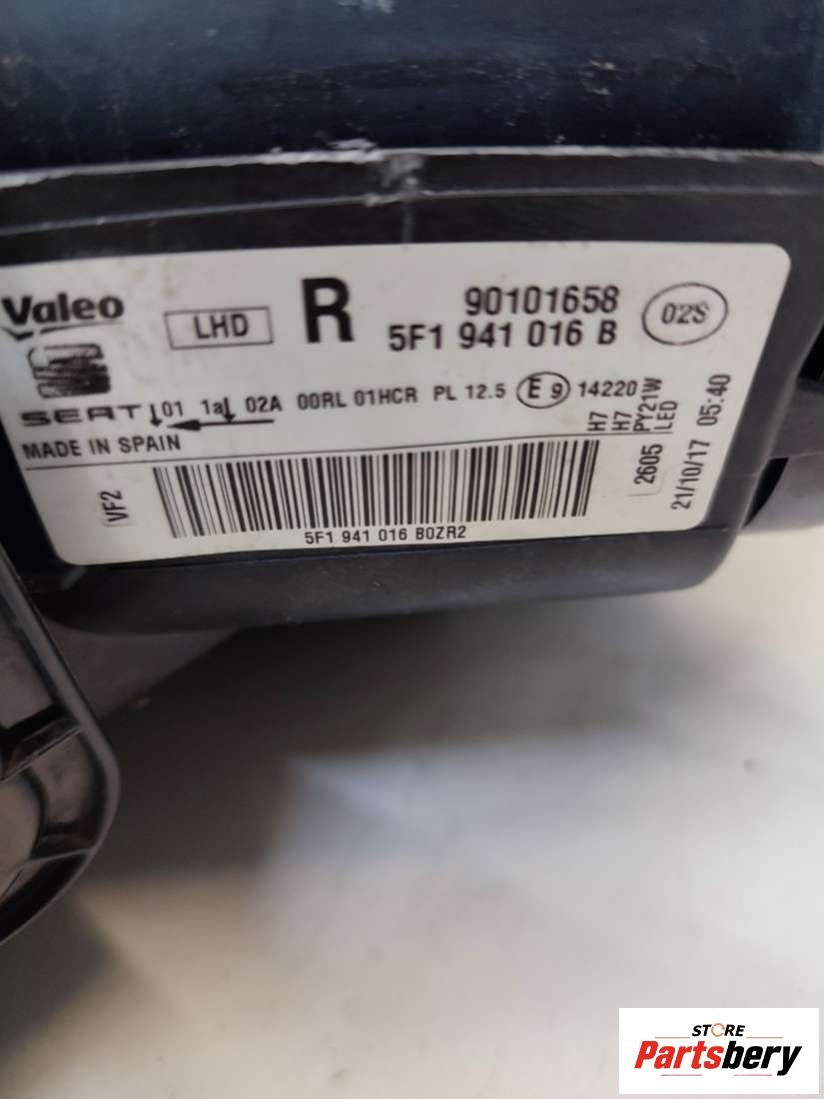 Valeo LHD R 90101658 02S
5F1 941 016 B
SEAT 01 1a 02A 00RL 01HCR PL 12.5 E9 14220
MADE IN SPAIN
H7
H7
PY21W
LED
2605
21/10/17 05:40
VF2
5F1 941 016 B0ZR2
STORE
Partsbery